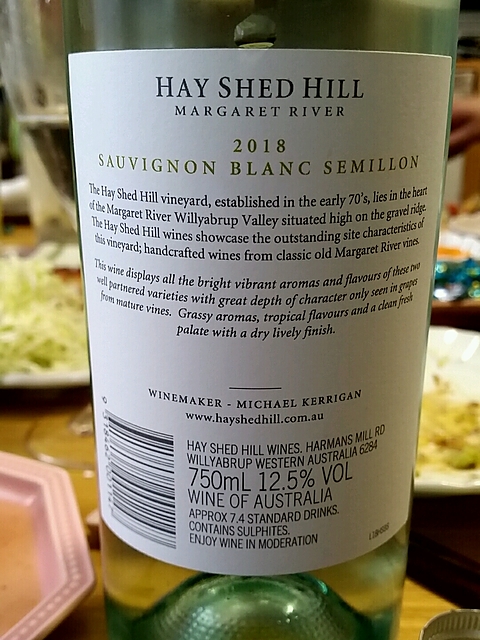 HAY SHED HILL
MARGARET RIVER
2018
SAUVIGNON BLANC SEMILLON
The Hay Shed Hill vineyard, established in the early 70's, lies in the heart
of the Margaret River Willyabrup Valley situated high on the gravel ridge.
The Hay Shed Hill wines showcase the outstanding site characteristics of
this vineyard; handcrafted wines from classic old Margaret River vines.
This wine displays all the bright vibrant aromas and flavours of these two
well partnered varieties with great depth of character only seen in grapes
from mature vines. Grassy aromas, tropical flavours and a clean fresh
palate with a dry lively finish.
WINEMAKER - MICHAEL KERRIGAN
www.hayshedhill.com.au
HAY SHED HILL WINES. HARMANS MILL RD
WILLYABRUP WESTERN AUSTRALIA 6284
750mL 12.5% VOL
WINE OF AUSTRALIA
APPROX 7.4 STANDARD DRINKS.
CONTAINS SULPHITES.
ENJOY WINE IN MODERATION